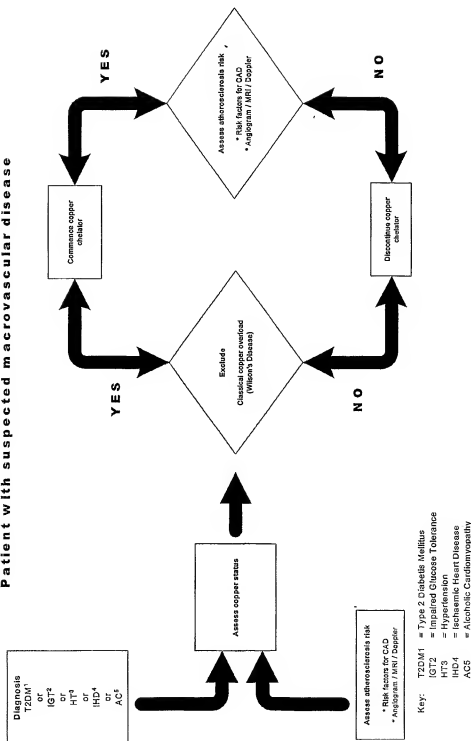 Patient with suspected macrovascular disease
Diagnosis
T2DM1
or
IGT2
or
HT3
or
IHD4
or
AC5
Assess copper status
Assess atherosclerosis risk
* Risk factors for CAD
* Angiogram / MRI / Doppler
Exclude
Classical copper overload
(Wilson's Disease)
YES
NO
Commence copper
chelator
Discontinue copper
chelator
Assess atherosclerosis risk
* Risk factors for CAD
* Angiogram / MRI / Doppler
YES
NO
Key: T2DM1 = Type 2 Diabetis Mellitus
IGT2 = Impaired Glucose Tolerance
HT3 = Hypertension
IHD4 = Ischaemic Heart Disease
AC5 = Alcoholic Cardiomyopathy